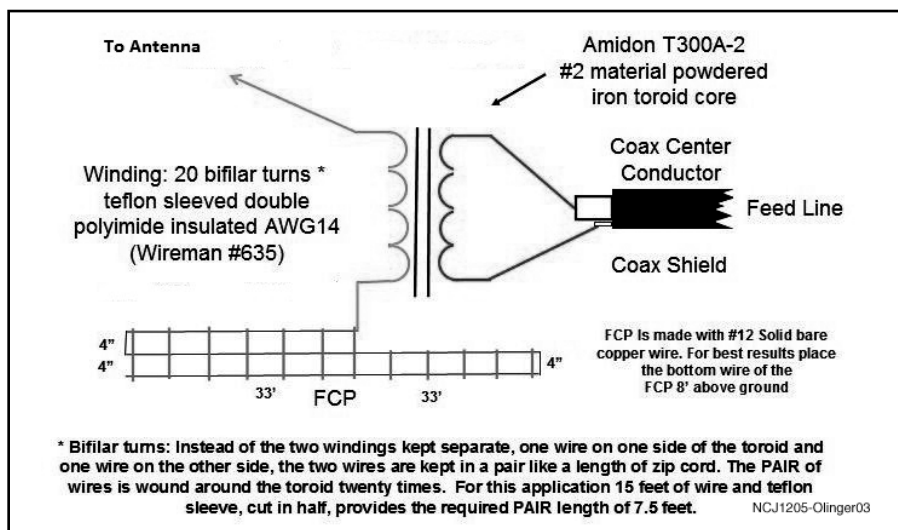 To Antenna
Amidon T300A-2
#2 material powdered
iron toroid core
Winding: 20 bifilar turns *
teflon sleeved double
polyimide insulated AWG14
(Wireman #635)
Coax Center
Conductor
Feed Line
Coax Shield
4"
4"
4"
33'
FCP
33'
FCP Is made with #12 Solid bare
copper wire. For best results place
the bottom wire of the
FCP 8' above ground
* Bifilar turns: Instead of the two windings kept separate, one wire on one side of the toroid and
one wire on the other side, the two wires are kept in a pair like a length of zip cord. The PAIR of
wires is wound around the toroid twenty times. For this application 15 feet of wire and teflon
sleeve, cut in half, provides the required PAIR length of 7.5 feet.
NCJ1205-Olinger03